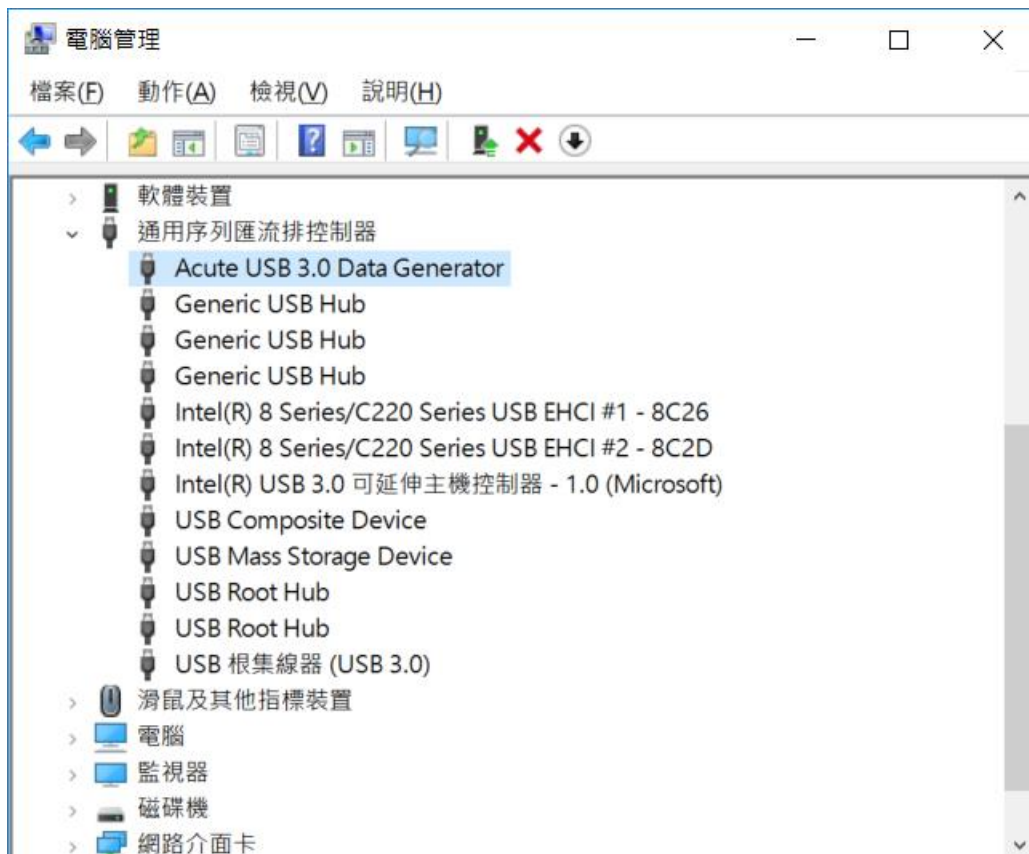 電腦管理
檔案(F) 動作(A) 檢視(V) 說明(H)
軟體裝置
通用序列匯流排控制器
Acute USB 3.0 Data Generator
Generic USB Hub
Generic USB Hub
Generic USB Hub
Intel(R) 8 Series/C220 Series USB EHCI #1 - 8C26
Intel(R) 8 Series/C220 Series USB EHCI #2 - 8C2D
Intel(R) USB 3.0 可延伸主機控制器 - 1.0 (Microsoft)
USB Composite Device
USB Mass Storage Device
USB Root Hub
USB Root Hub
USB 根集線器 (USB 3.0)
滑鼠及其他指標裝置
電腦
監視器
磁碟機
網路介面卡